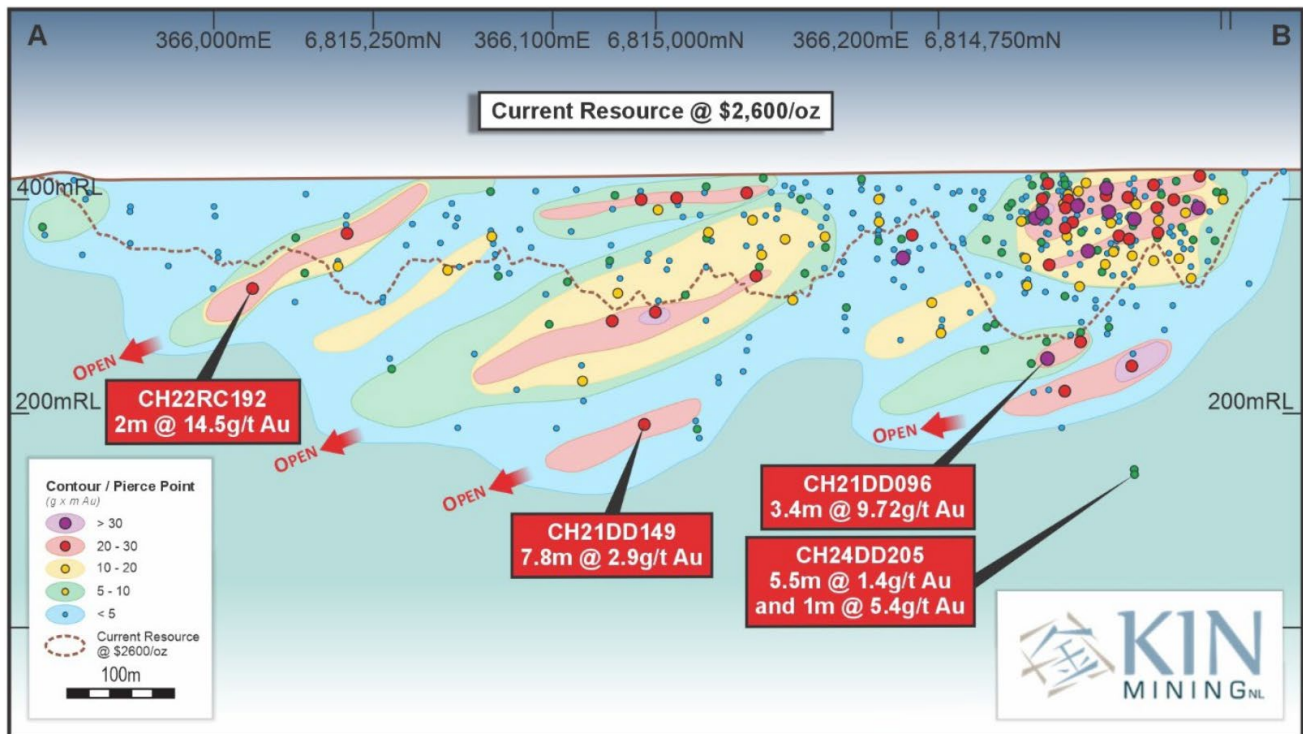 A
366,000mE
6,815,250mN
366,100mE
6,815,000mN
366,200mE
6,814,750mN
B
Current Resource @ $2,600/oz
400mRL
OPEN
CH22RC192
2m @ 14.5g/t Au
200mRL
200mRL
OPEN
OPEN
OPEN
CH21DD149
7.8m @ 2.9g/t Au
CH21DD096
3.4m @ 9.72g/t Au
CH24DD205
5.5m @ 1.4g/t Au
and 1m @ 5.4g/t Au
Contour / Pierce Point
(g x m Au)
> 30
20 - 30
10 - 20
5 - 10
< 5
Current Resource
@ $2600/oz
100m
金
KIN
MINING NL